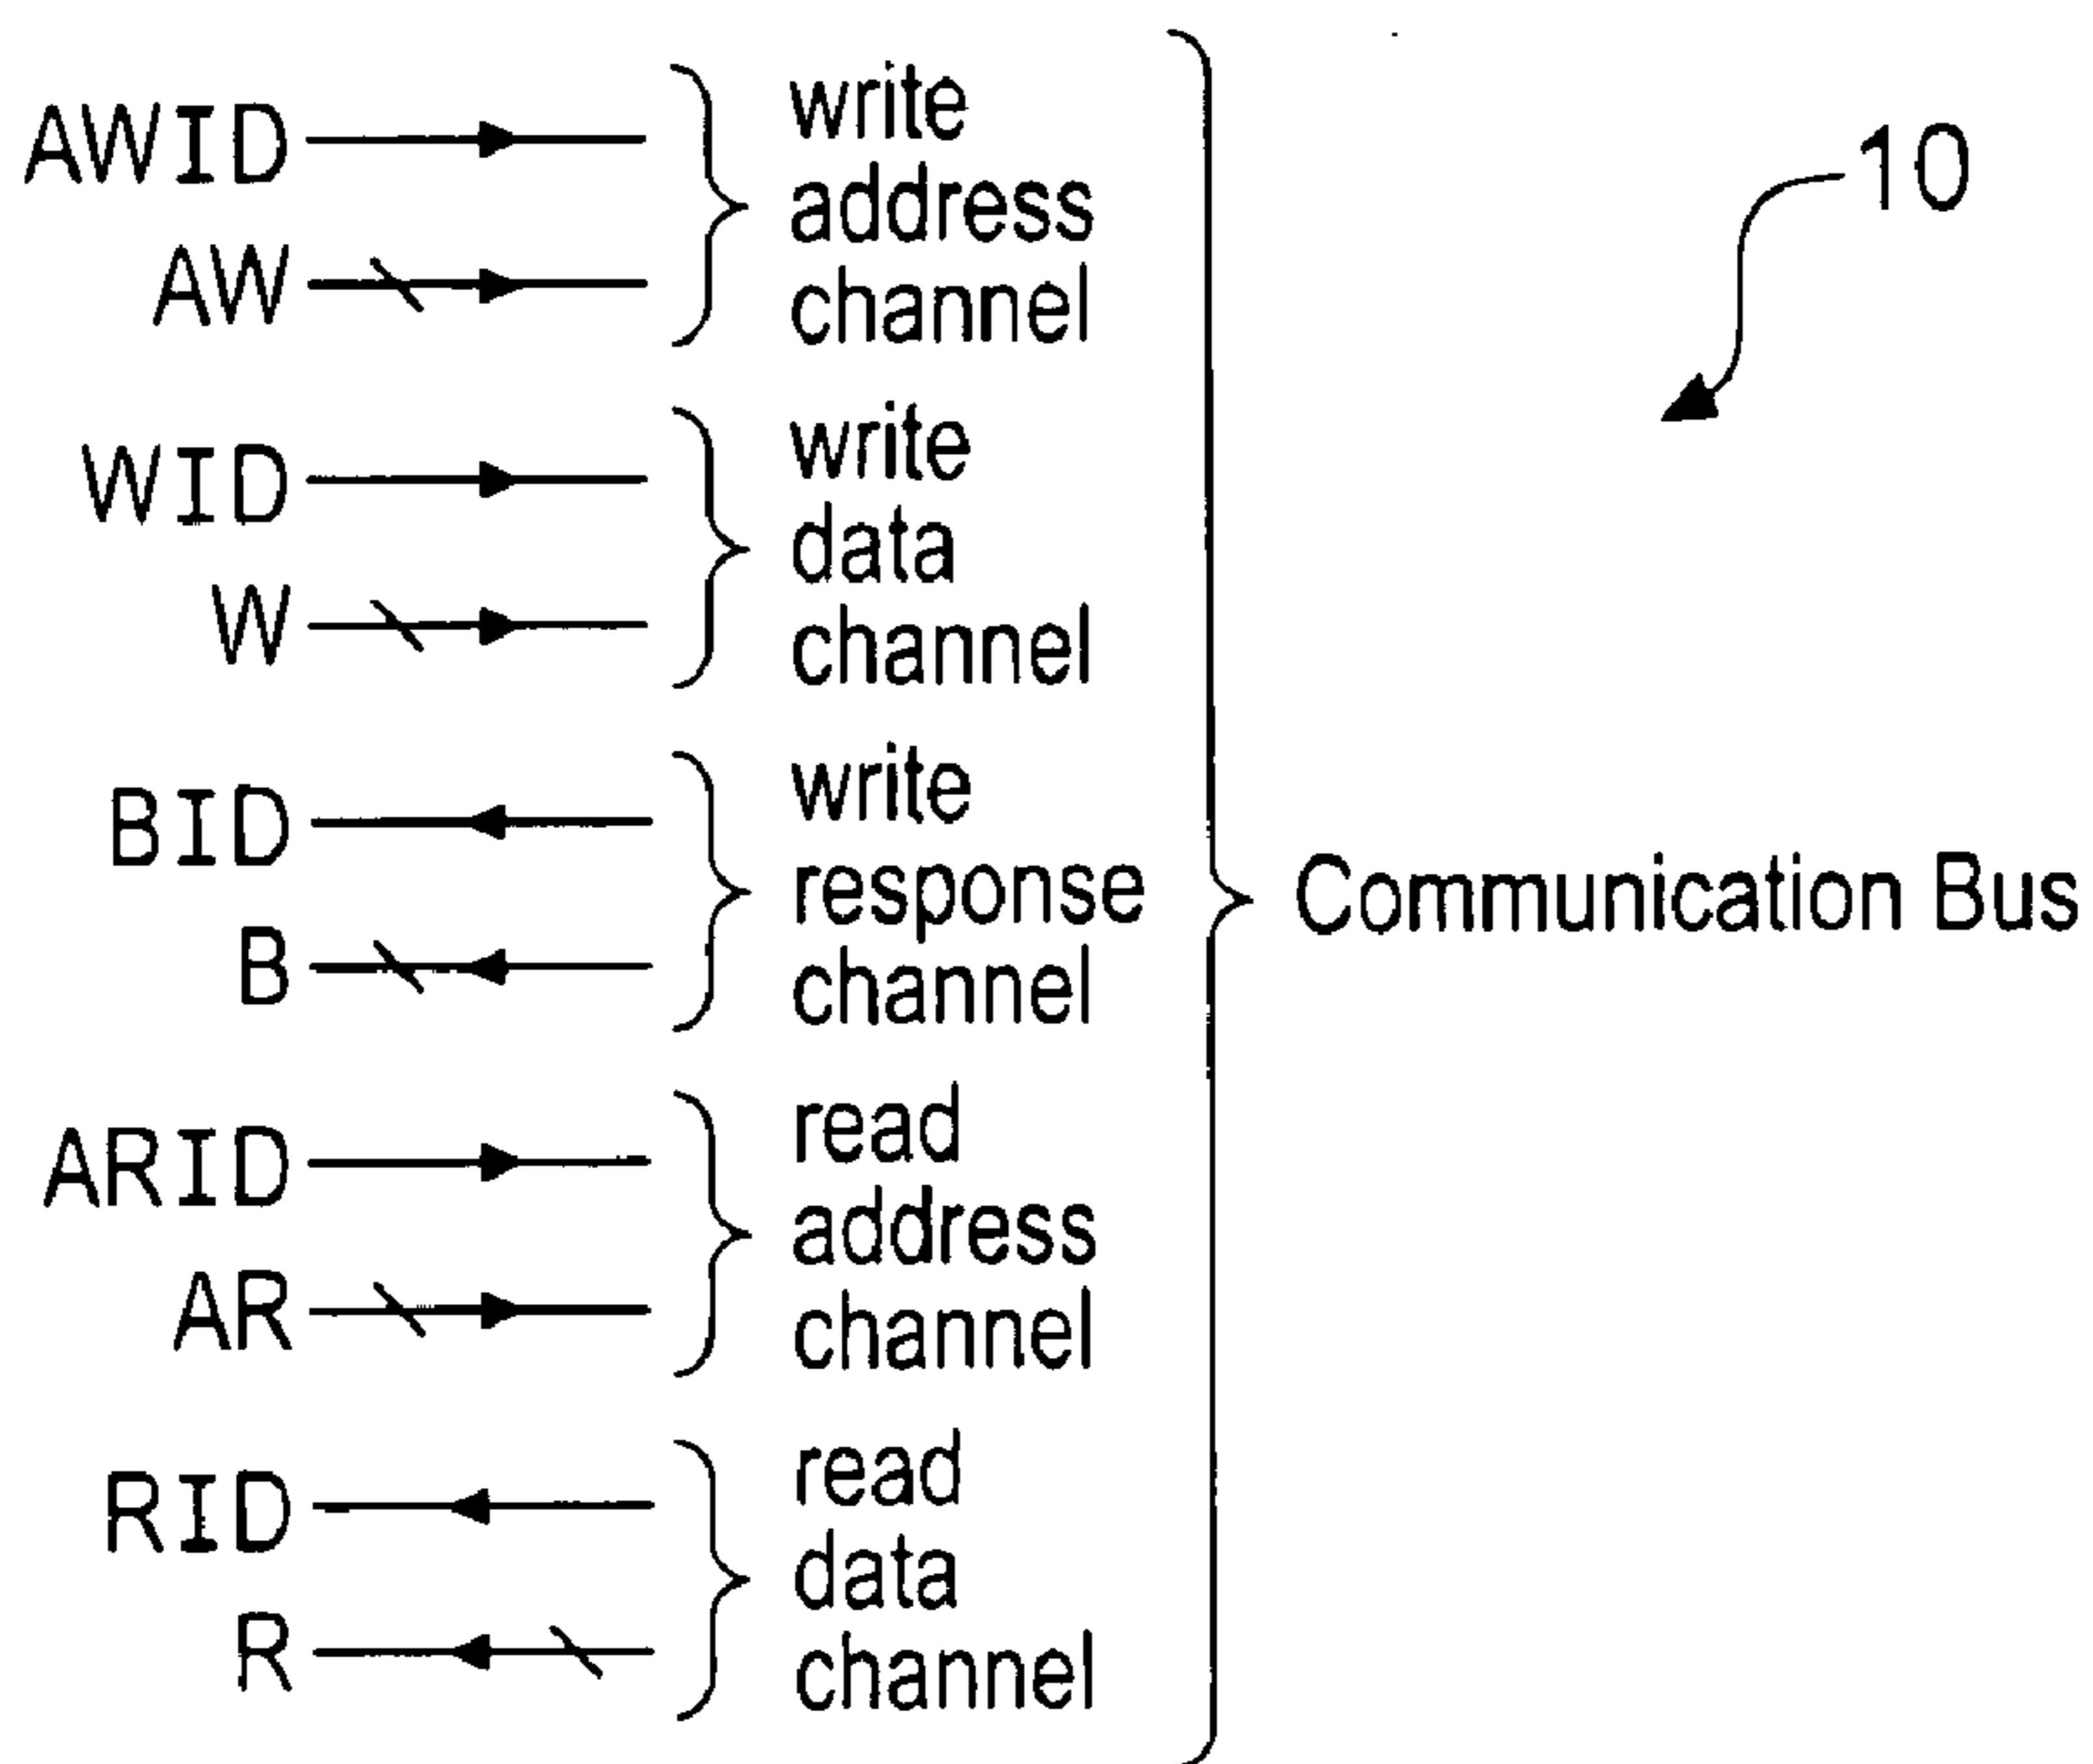 AWID
AW
write
address
channel
10
WID
W
write
data
channel
BID
B
write
response
channel
Communication Bus
ARID
AR
read
address
channel
RID
R
read
data
channel